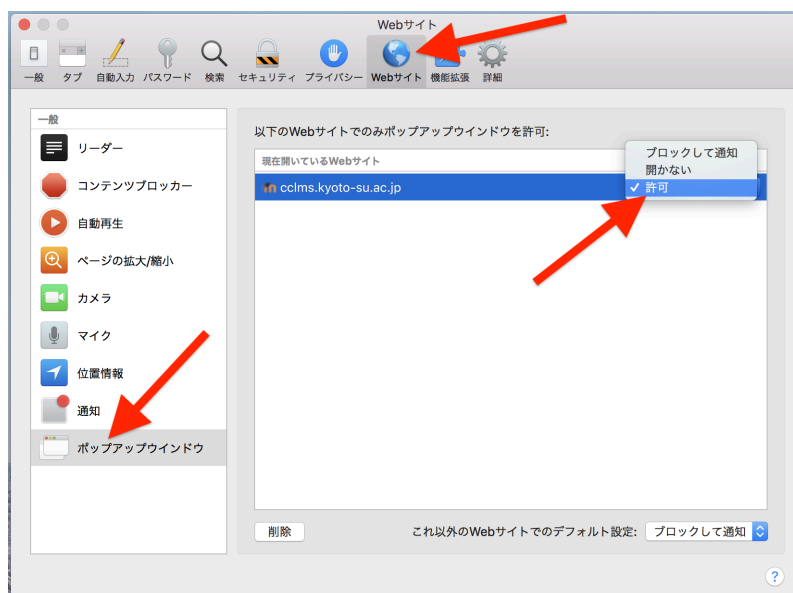 Webサイト
一般 タブ 自動入力 パスワード 検索 セキュリティ プライバシー Webサイト 機能拡張 詳細
一般
リーダー
コンテンツブロッカー
自動再生
ページの拡大/縮小
カメラ
マイク
位置情報
通知
ポップアップウインドウ
以下のWebサイトでのみポップアップウインドウを許可:
現在開いているWebサイト
cclms.kyoto-su.ac.jp
ブロックして通知
開かない
✓ 許可
削除
これ以外のWebサイトでのデフォルト設定: ブロックして通知
?